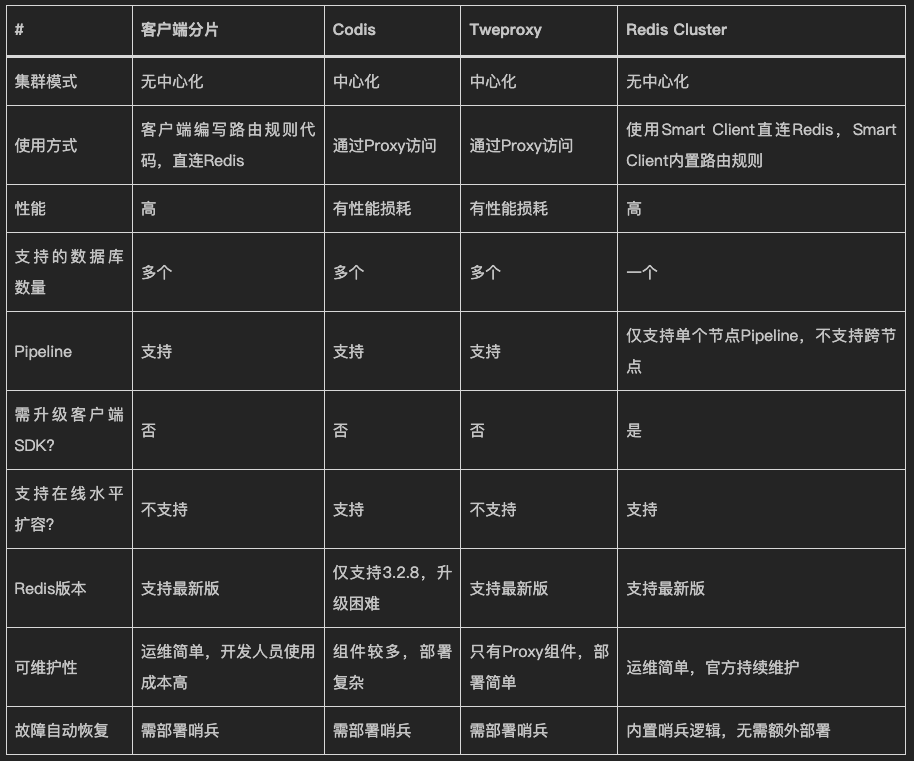 # 客户端分片 Codis Tweproxy Redis Cluster
集群模式 无中心化 中心化 中心化 无中心化
使用方式 客户端编写路由规则代码，直连Redis 通过Proxy访问 通过Proxy访问 使用Smart Client直连Redis，Smart Client内置路由规则
性能 高 有性能损耗 有性能损耗 高
支持的数据库数量 多个 多个 多个 一个
Pipeline 支持 支持 支持 仅支持单个节点Pipeline，不支持跨节点
需升级客户端SDK? 否 否 否 是
支持在线水平扩容? 不支持 支持 不支持 支持
Redis版本 支持最新版 仅支持3.2.8，升级困难 支持最新版 支持最新版
可维护性 运维简单，开发人员使用成本高 组件较多，部署复杂 只有Proxy组件，部署简单 运维简单，官方持续维护
故障自动恢复 需部署哨兵 需部署哨兵 需部署哨兵 内置哨兵逻辑，无需额外部署